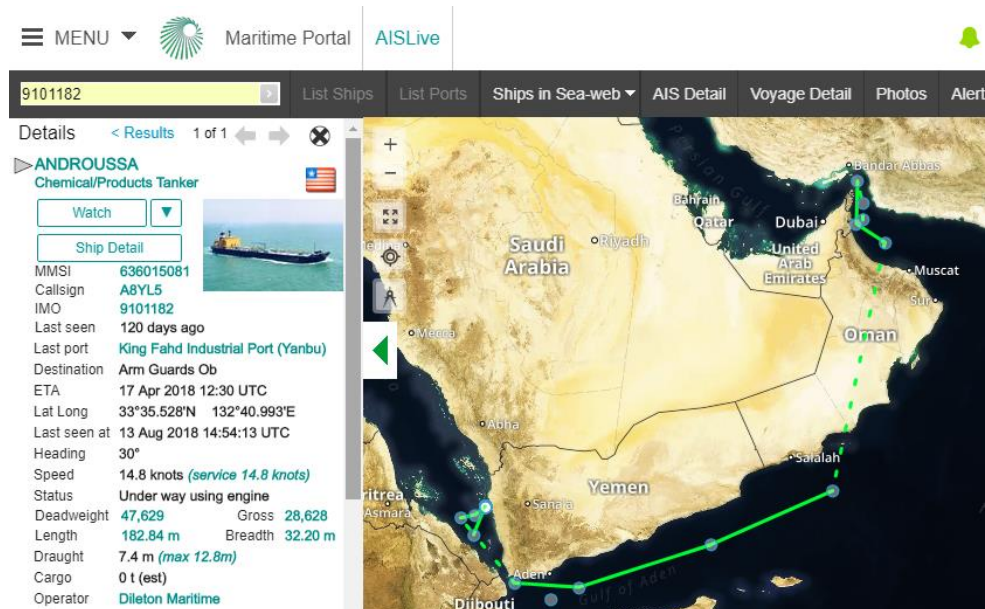 MENU
Maritime Portal
AISLive
9101182
List Ships
List Ports
Ships in Sea-web
AIS Detail
Voyage Detail
Photos
Alert
Details
< Results
1 of 1
ANDROUSSA
Chemical/Products Tanker
Watch
Ship Detail
MMSI 636015081
Callsign A8YL5
IMO 9101182
Last seen 120 days ago
Last port King Fahd Industrial Port (Yanbu)
Destination Arm Guards Ob
ETA 17 Apr 2018 12:30 UTC
Lat Long 33°35.528'N 132°40.993'E
Last seen at 13 Aug 2018 14:54:13 UTC
Heading 30°
Speed 14.8 knots (service 14.8 knots)
Status Under way using engine
Deadweight 47,629 Gross 28,628
Length 182.84 m Breadth 32.20 m
Draught 7.4 m (max 12.8m)
Cargo 0 t (est)
Operator Dileton Maritime
+
−
Persian Gulf
Bandar Abbas
Bahrain
Qatar
Dubai
Saudi
Arabia
Riyadh
United
Arab
Emirates
Muscat
Sur
Mecca
Oman
Abha
Salalah
Yemen
Sanaa
Asmara
Aden
Gulf of Aden
Djibouti